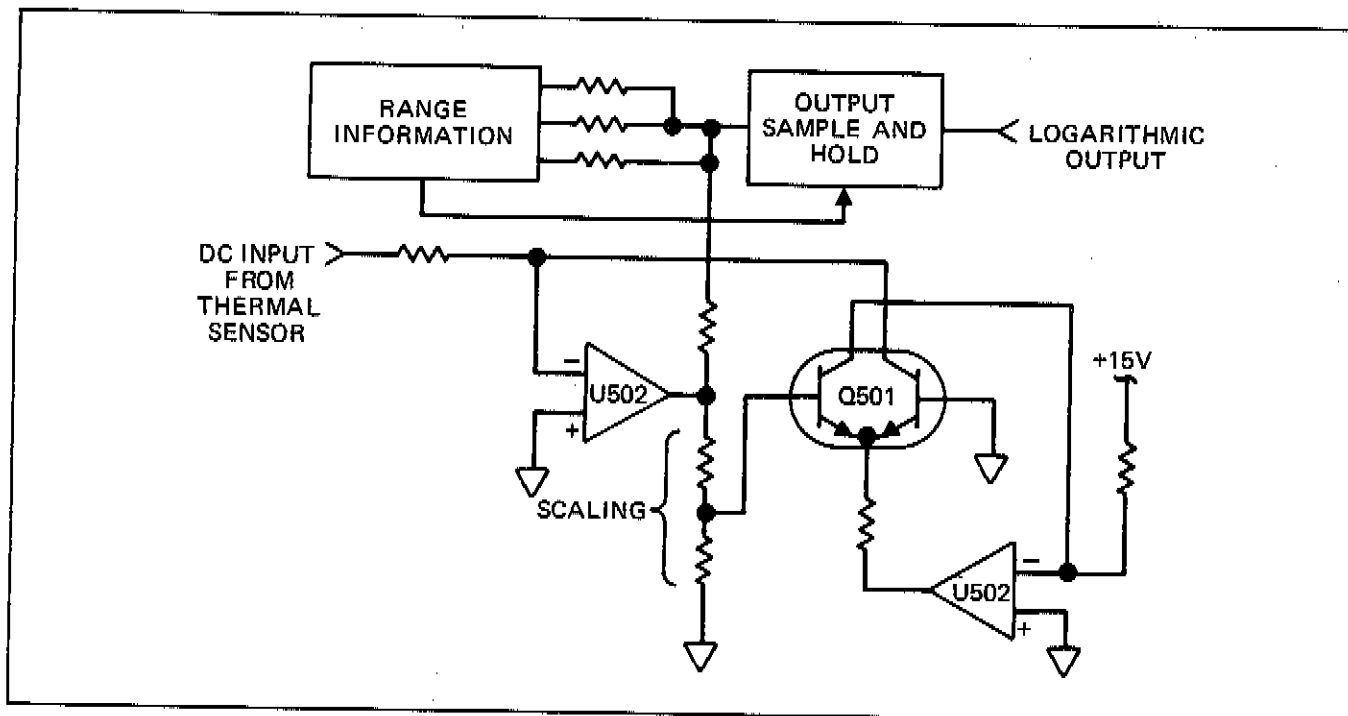 RANGE
INFORMATION
OUTPUT
SAMPLE AND
HOLD
LOGARITHMIC
OUTPUT
DC INPUT
FROM
THERMAL
SENSOR
−
U502
+
SCALING
Q501
+15V
−
U502
+